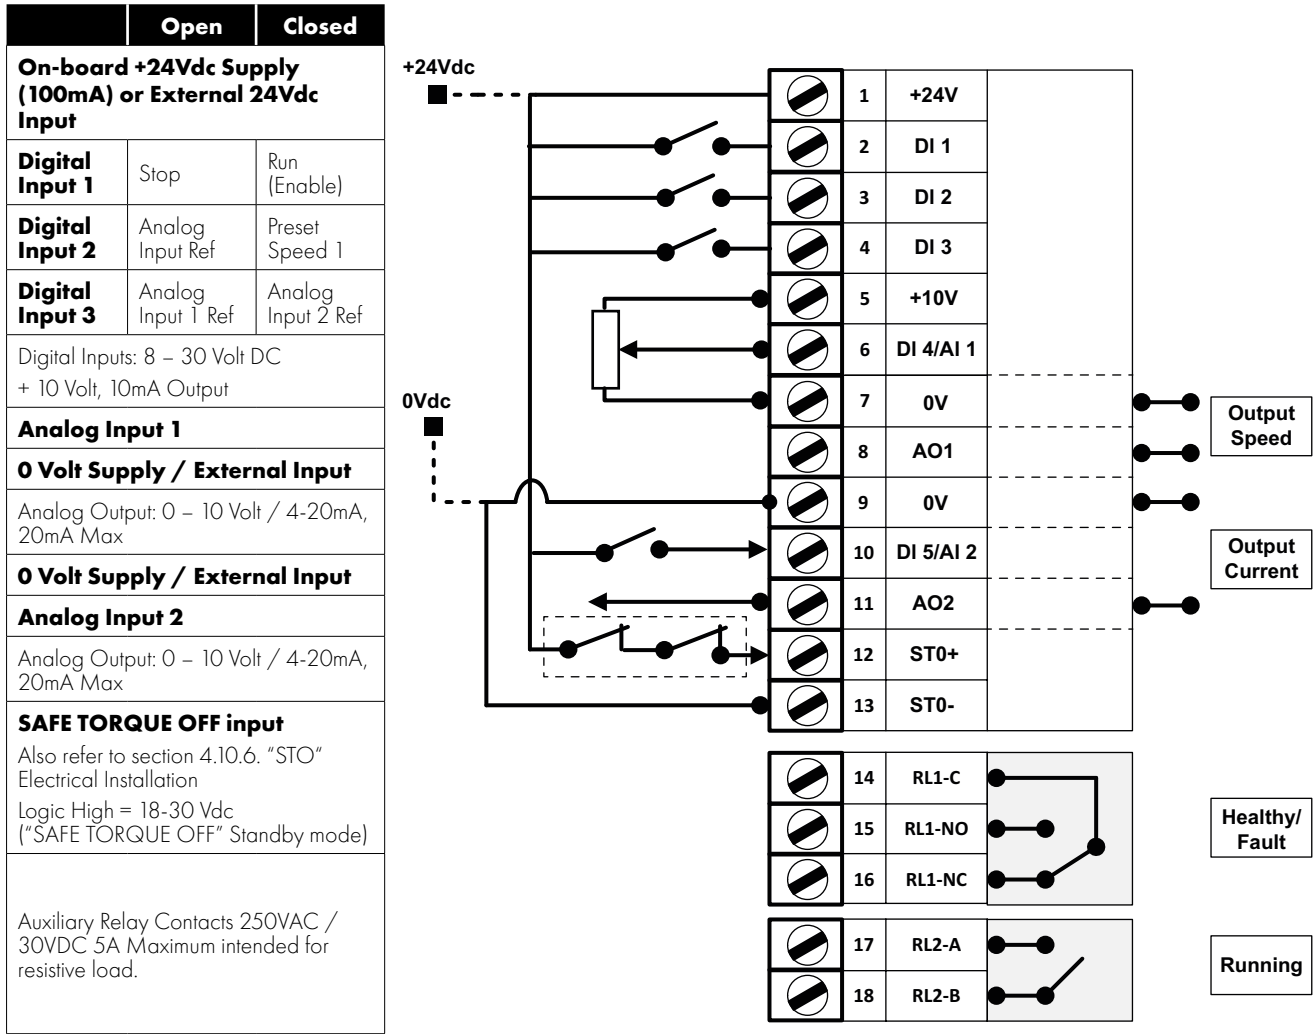 Open Closed
On-board +24Vdc Supply
(100mA) or External 24Vdc
Input
Digital
Input 1
Stop
Run
(Enable)
Digital
Input 2
Analog
Input Ref
Preset
Speed 1
Digital
Input 3
Analog
Input 1 Ref
Analog
Input 2 Ref
Digital Inputs: 8 – 30 Volt DC
+ 10 Volt, 10mA Output
Analog Input 1
0 Volt Supply / External Input
Analog Output: 0 – 10 Volt / 4-20mA,
20mA Max
0 Volt Supply / External Input
Analog Input 2
Analog Output: 0 – 10 Volt / 4-20mA,
20mA Max
SAFE TORQUE OFF input
Also refer to section 4.10.6. “STO“
Electrical Installation
Logic High = 18-30 Vdc
(“SAFE TORQUE OFF” Standby mode)
Auxiliary Relay Contacts 250VAC /
30VDC 5A Maximum intended for
resistive load.
+24Vdc
0Vdc
1 +24V
2 DI 1
3 DI 2
4 DI 3
5 +10V
6 DI 4/AI 1
7 0V
8 AO1
9 0V
10 DI 5/AI 2
11 AO2
12 ST0+
13 ST0-
14 RL1-C
15 RL1-NO
16 RL1-NC
17 RL2-A
18 RL2-B
Output
Speed
Output
Current
Healthy/
Fault
Running